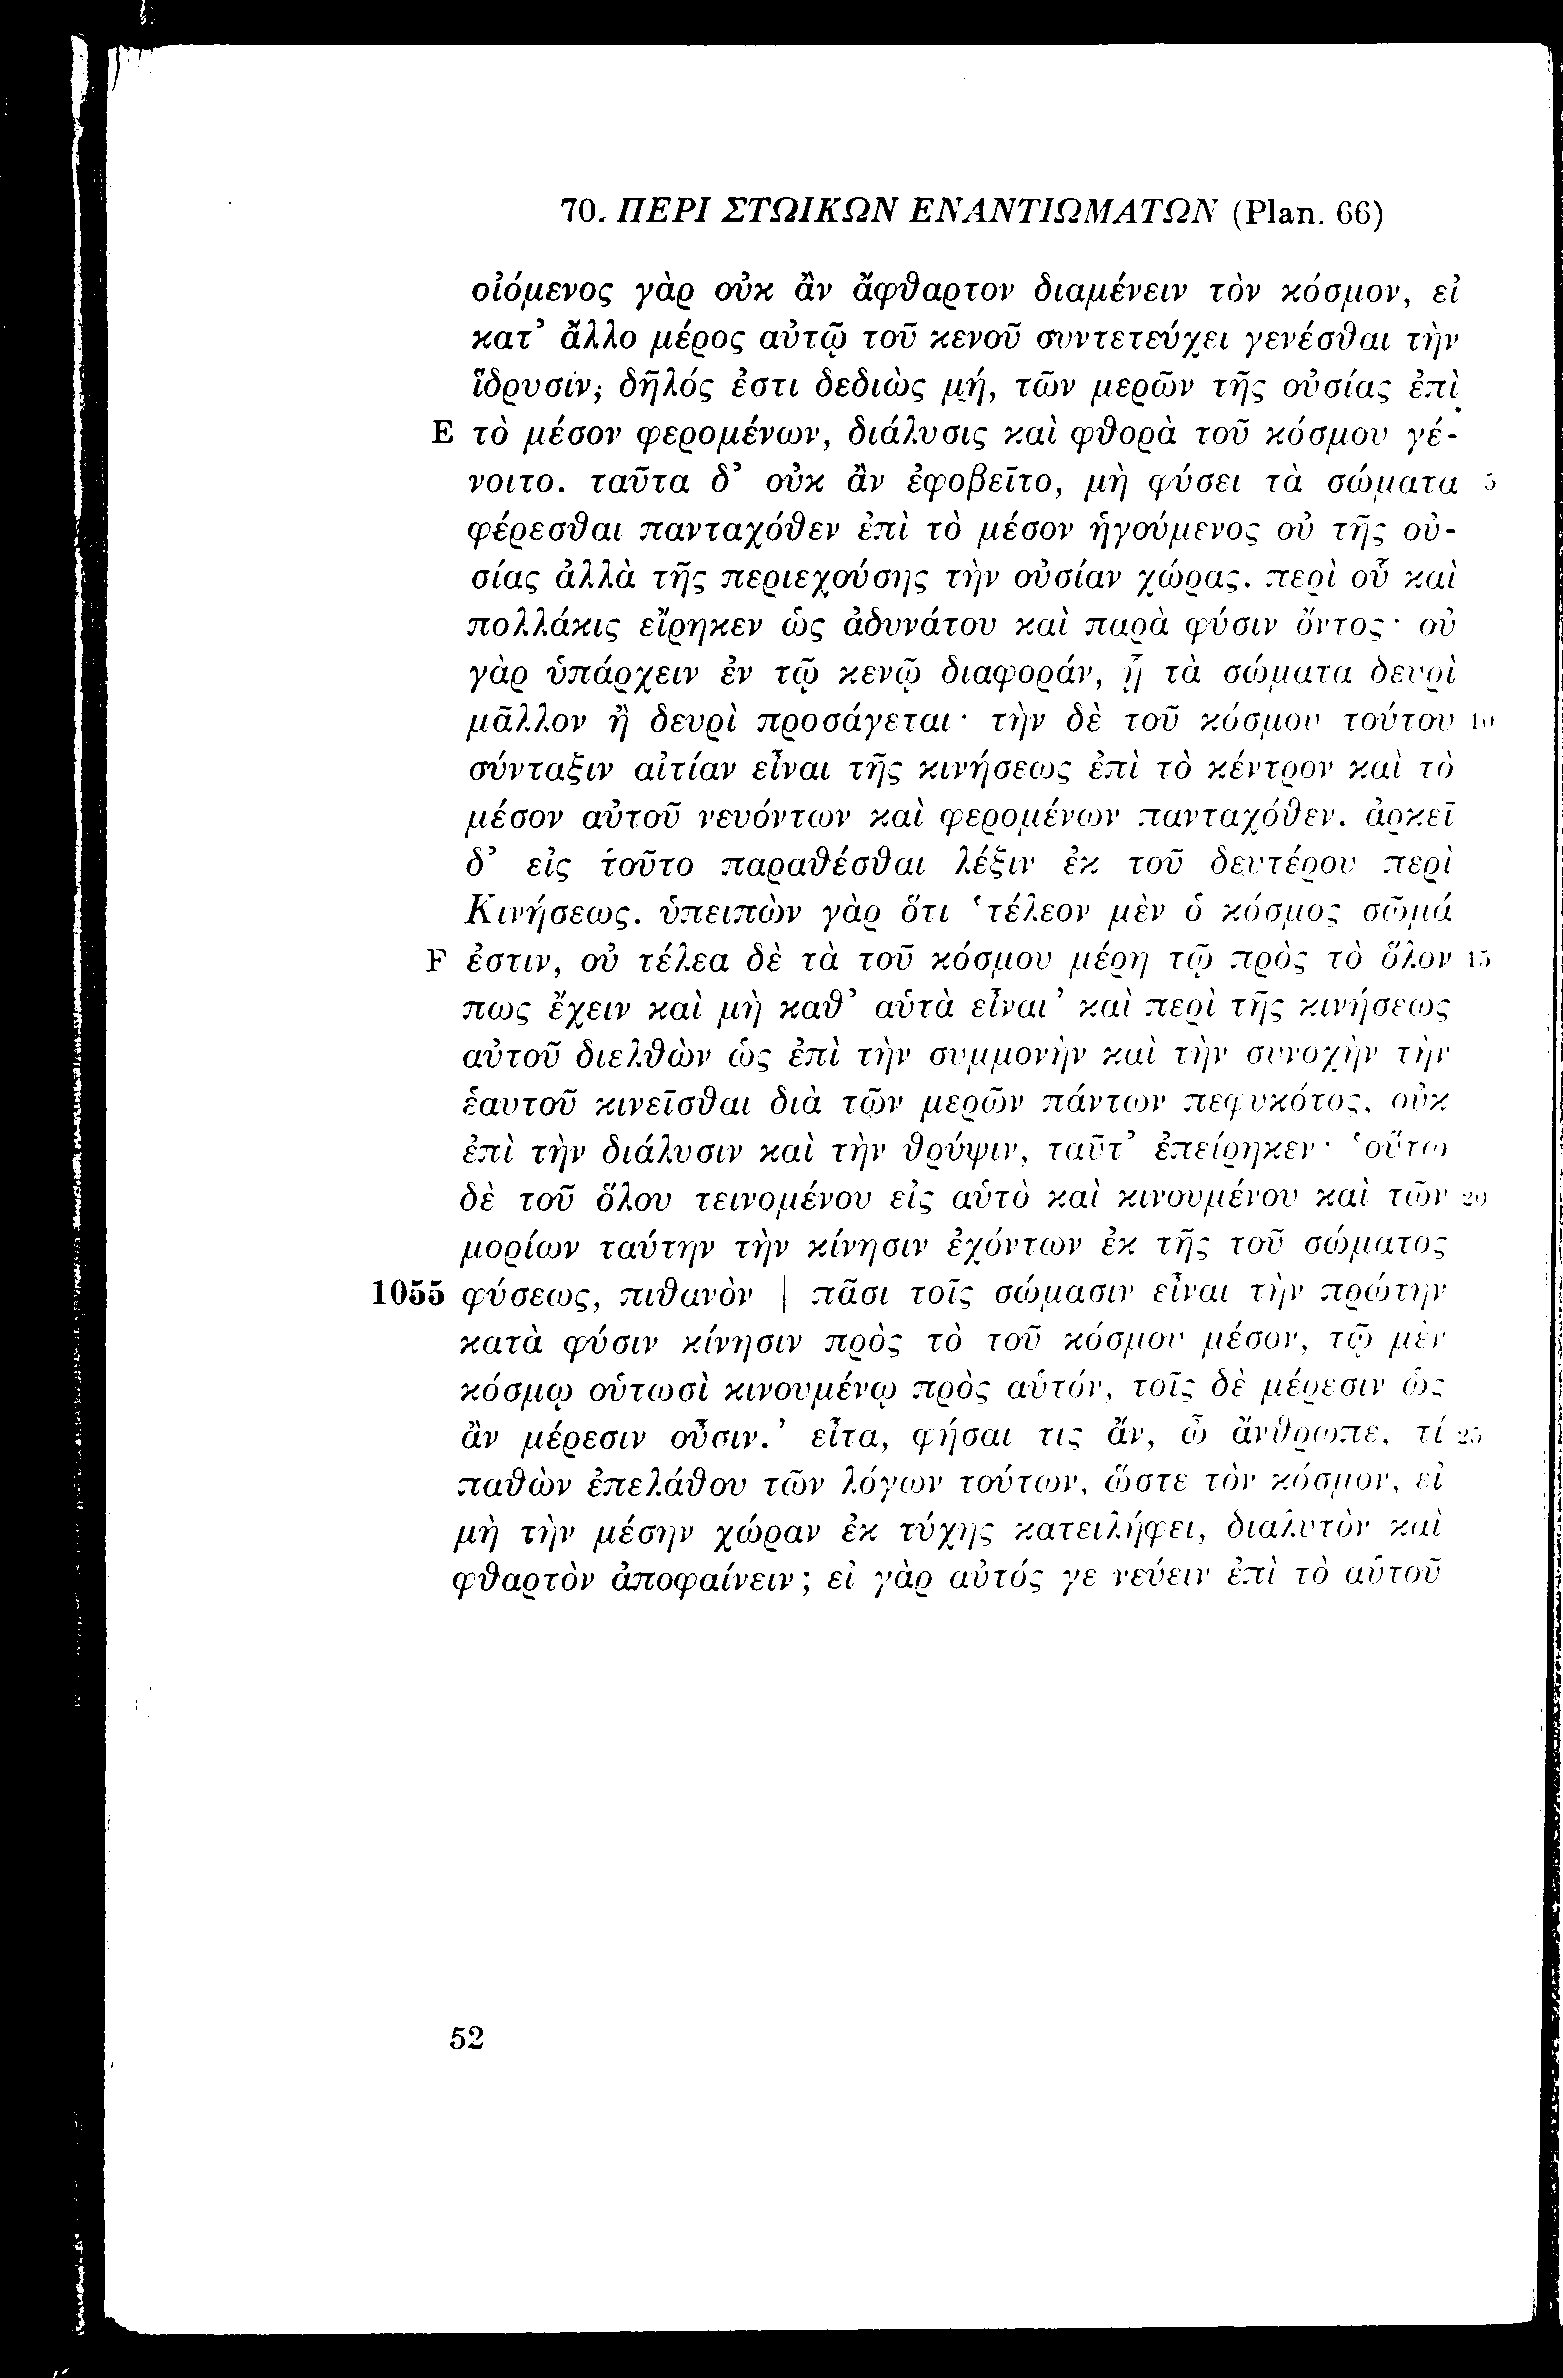 70. ΠΕΡΙ ΣΤΩΙΚΩΝ ΕΝΑΝΤΙΩΜΑΤΩΝ (Plan. 66)
οἰόμενος γὰρ οὐκ ἂν ἄφθαρτον διαμένειν τὸν κόσμον, εἰ
κατ’ ἄλλο μέρος αὐτῷ τοῦ κενοῦ συντετεύχει γενέσθαι τὴν
ἵδρυσιν, δῆλός ἐστι δεδιὼς μή, τῶν μερῶν τῆς οὐσίας ἐπὶ
E τὸ μέσον φερομένων, διάλυσις καὶ φθορὰ τοῦ κόσμου γέ-
νοιτο. ταῦτα δ’ οὐκ ἂν ἐφοβεῖτο, μὴ φύσει τὰ σώματα 5
φέρεσθαι πανταχόθεν ἐπὶ τὸ μέσον ἡγούμενος οὐ τῆς οὐ-
σίας ἀλλὰ τῆς περιεχούσης τὴν οὐσίαν χώρας. περὶ οὗ καὶ
πολλάκις εἴρηκεν ὡς ἀδυνάτου καὶ παρὰ φύσιν ὄντος· οὐ
γὰρ ὑπάρχειν ἐν τῷ κενῷ διαφοράν, ᾗ τὰ σώματα δευρὶ
μᾶλλον ἢ δευρὶ προσάγεται· τὴν δὲ τοῦ κόσμου τούτου 10
σύνταξιν αἰτίαν εἶναι τῆς κινήσεως ἐπὶ τὸ κέντρον καὶ τὸ
μέσον αὐτοῦ νευόντων καὶ φερομένων πανταχόθεν. ἀρκεῖ
δ’ εἰς τοῦτο παραθέσθαι λέξιν ἐκ τοῦ δευτέρου περὶ
Κινήσεως. ὑπειπὼν γὰρ ὅτι ‘τέλεον μὲν ὁ κόσμος σῶμά
F ἐστιν, οὐ τέλεα δὲ τὰ τοῦ κόσμου μέρη τῷ πρὸς τὸ ὅλον 15
πως ἔχειν καὶ μὴ καθ’ αὑτὰ εἶναι’ καὶ περὶ τῆς κινήσεως
αὐτοῦ διελθὼν ὡς ἐπὶ τὴν συμμονὴν καὶ τὴν συνοχὴν τὴν
ἑαυτοῦ κινεῖσθαι διὰ τῶν μερῶν πάντων πεφυκότος, οὐκ
ἐπὶ τὴν διάλυσιν καὶ τὴν θρύψιν, ταῦτ’ ἐπείρηκεν· ‘οὕτω
δὲ τοῦ ὅλου τεινομένου εἰς αὑτὸ καὶ κινουμένου καὶ τῶν 20
μορίων ταύτην τὴν κίνησιν ἐχόντων ἐκ τῆς τοῦ σώματος
1055 φύσεως, πιθανὸν | πᾶσι τοῖς σώμασιν εἶναι τὴν πρώτην
κατὰ φύσιν κίνησιν πρὸς τὸ τοῦ κόσμου μέσον, τῷ μὲν
κόσμῳ οὑτωσὶ κινουμένῳ πρὸς αὑτόν, τοῖς δὲ μέρεσιν ὡς
ἂν μέρεσιν οὖσιν.’ εἶτα, φήσαι τις ἄν, ὦ ἄνθρωπε, τί 25
παθὼν ἐπελάθου τῶν λόγων τούτων, ὥστε τὸν κόσμον, εἰ
μὴ τὴν μέσην χώραν ἐκ τύχης κατειλήφει, διαλυτὸν καὶ
φθαρτὸν ἀποφαίνειν; εἰ γὰρ αὐτός γε νεύειν ἐπὶ τὸ αὑτοῦ
52